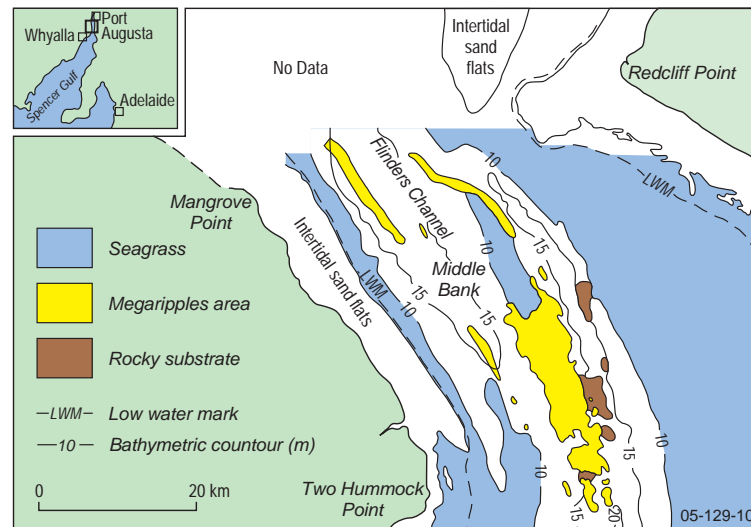 Port
Augusta
Whyalla
Spencer Gulf
Adelaide
No Data
Intertidal
sand
flats
Redcliff Point
LWM
Mangrove
Point
Flinders Channel
10
15
10
Intertidal sand flats
LWM
10
15
Middle
Bank
15
Seagrass
Megaripples area
Rocky substrate
–LWM– Low water mark
–10– Bathymetric countour (m)
0 20 km
Two Hummock
Point
10
10
15
10
15
20
05-129-10